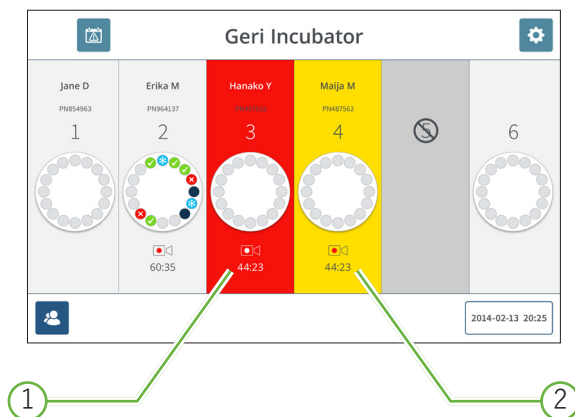 Geri Incubator
Jane D
PN854963
1
Erika M
PN964137
2
60:35
Hanako Y
3
44:23
Maija M
PN487562
4
44:23
5
6
2014-02-13 20:25
1
2